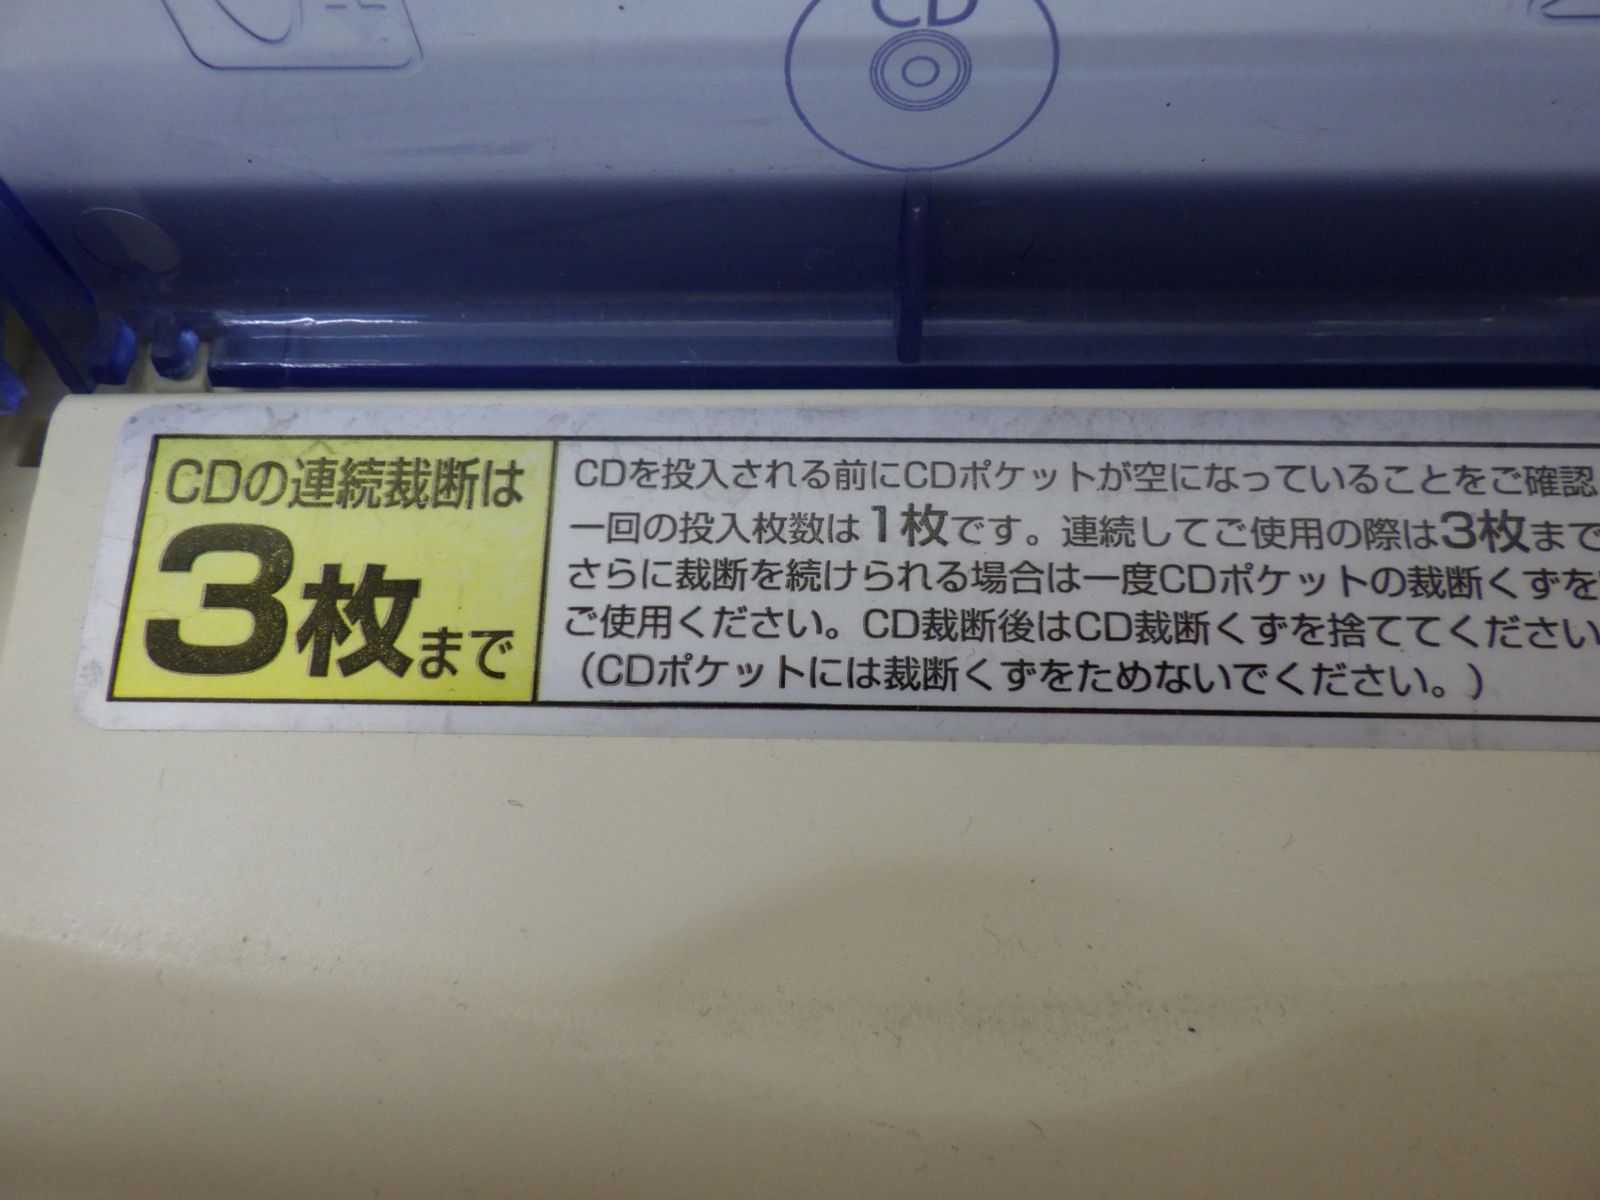 CD
CDの連続裁断は
3枚まで
CDを投入される前にCDポケットが空になっていることをご確認
一回の投入枚数は1枚です。連続してご使用の際は3枚まで
さらに裁断を続けられる場合は一度CDポケットの裁断くずを
ご使用ください。CD裁断後はCD裁断くずを捨ててください
（CDポケットには裁断くずをためないでください。）